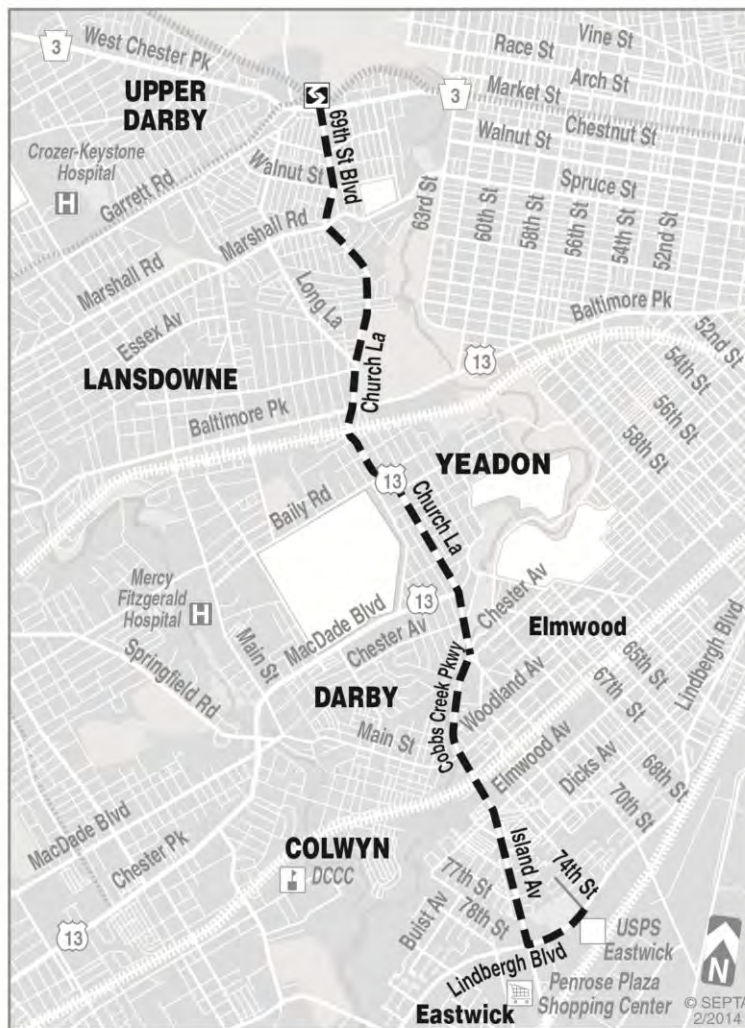 3
West Chester Pk
UPPER
DARBY
Crozer-Keystone
Hospital
H
Garrett Rd
Walnut St
69th St Blvd
S
Race St
Vine St
Arch St
Market St
3
Chestnut St
Walnut St
Spruce St
63rd St
60th St
58th St
56th St
54th St
52nd St
Marshall Rd
Marshall Rd
Long La
Essex Av
LANSDOWNE
Church La
Baltimore Pk
Baltimore Pk
13
52nd St
54th St
56th St
58th St
YEADON
13
Church La
Baily Rd
Mercy
Fitzgerald
Hospital
H
Main St
MacDade Blvd
13
Chester Av
Chester Av
Elmwood
Springfield Rd
DARBY
Main St
Cobbs Creek Pkwy
Woodland Av
Elmwood Av
65th St
67th St
Lindbergh Blvd
Dicks Av
68th St
70th St
MacDade Blvd
Chester Pk
COLWYN
DCCC
13
Island Av
74th St
77th St
78th St
Buist Av
Lindbergh Blvd
USPS
Eastwick
Penrose Plaza
Shopping Center
Eastwick
N
© SEPTA
2/2014